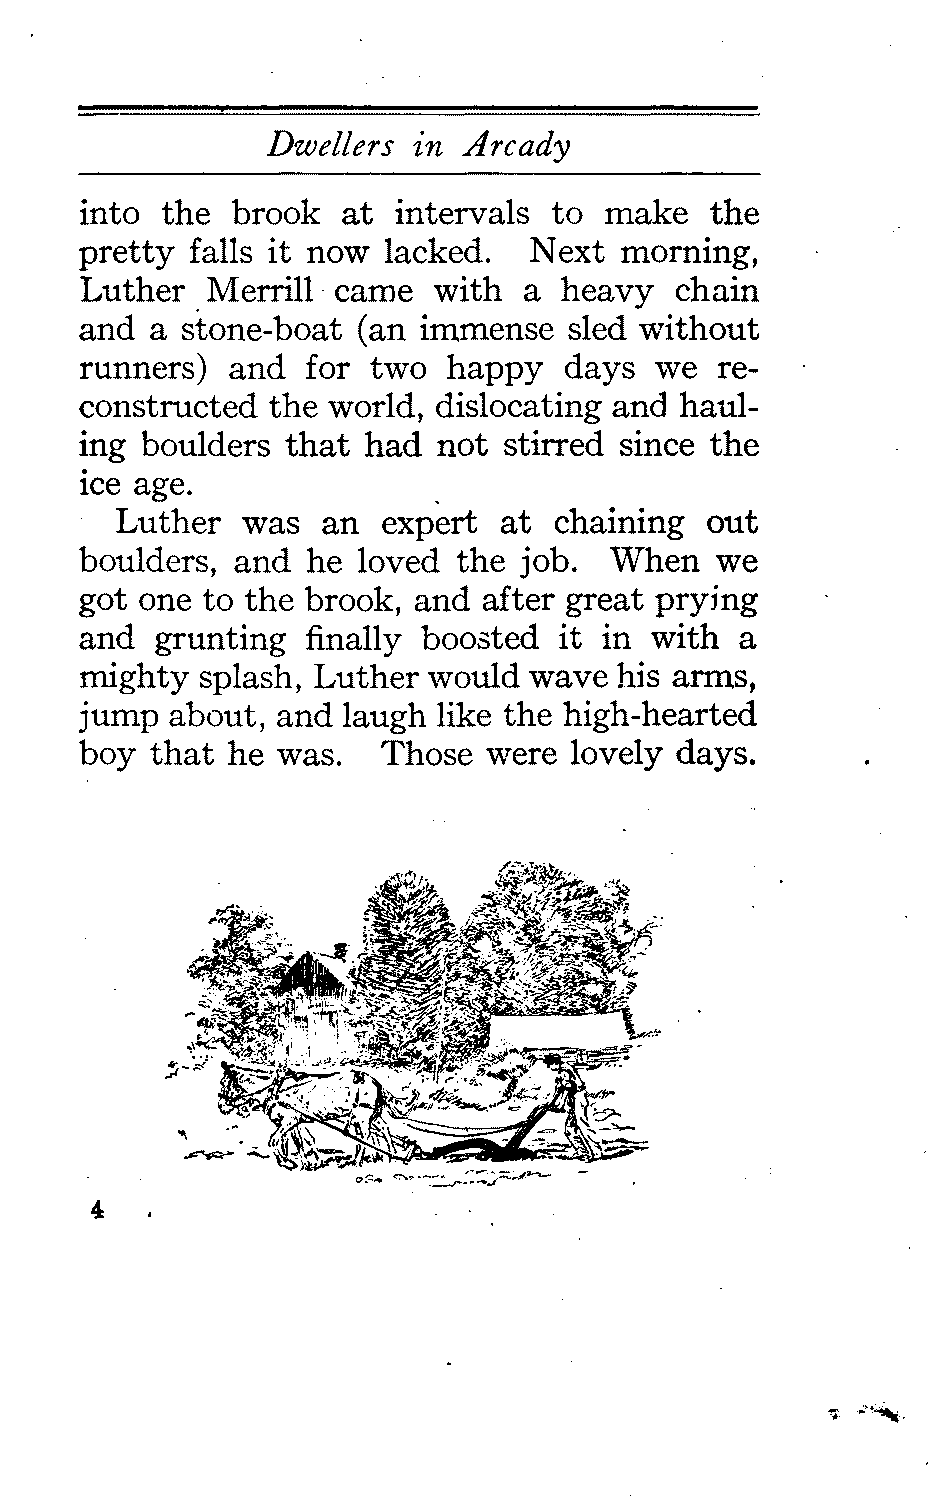 Dwellers in Arcady
into the brook at intervals to make the
pretty falls it now lacked. Next morning,
Luther Merrill came with a heavy chain
and a stone-boat (an immense sled without
runners) and for two happy days we re-
constructed the world, dislocating and haul-
ing boulders that had not stirred since the
ice age.
Luther was an expert at chaining out
boulders, and he loved the job. When we
got one to the brook, and after great prying
and grunting finally boosted it in with a
mighty splash, Luther would wave his arms,
jump about, and laugh like the high-hearted
boy that he was. Those were lovely days.
4